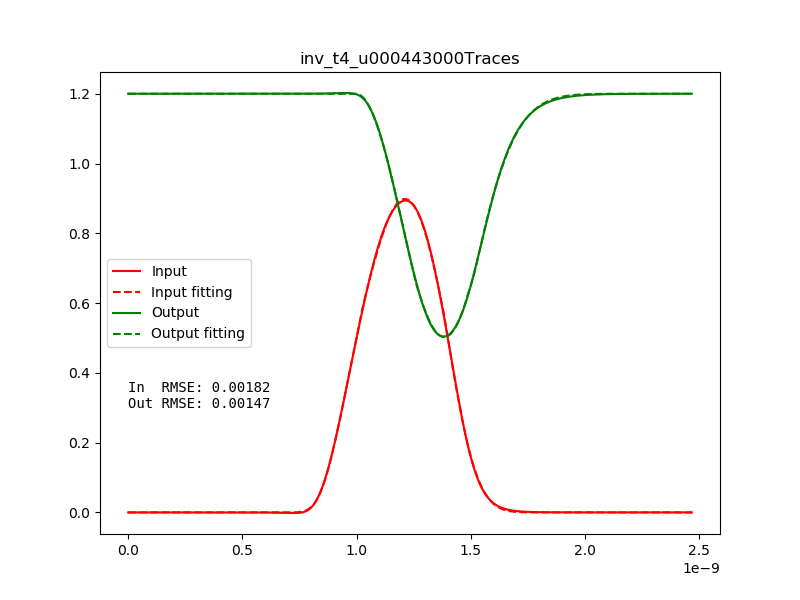 inv_t4_u000443000Traces
1.2
1.0
0.8
0.6
0.4
0.2
0.0
Input
Input fitting
Output
Output fitting
In  RMSE: 0.00182
Out RMSE: 0.00147
0.0
0.5
1.0
1.5
2.0
2.5
1e−9